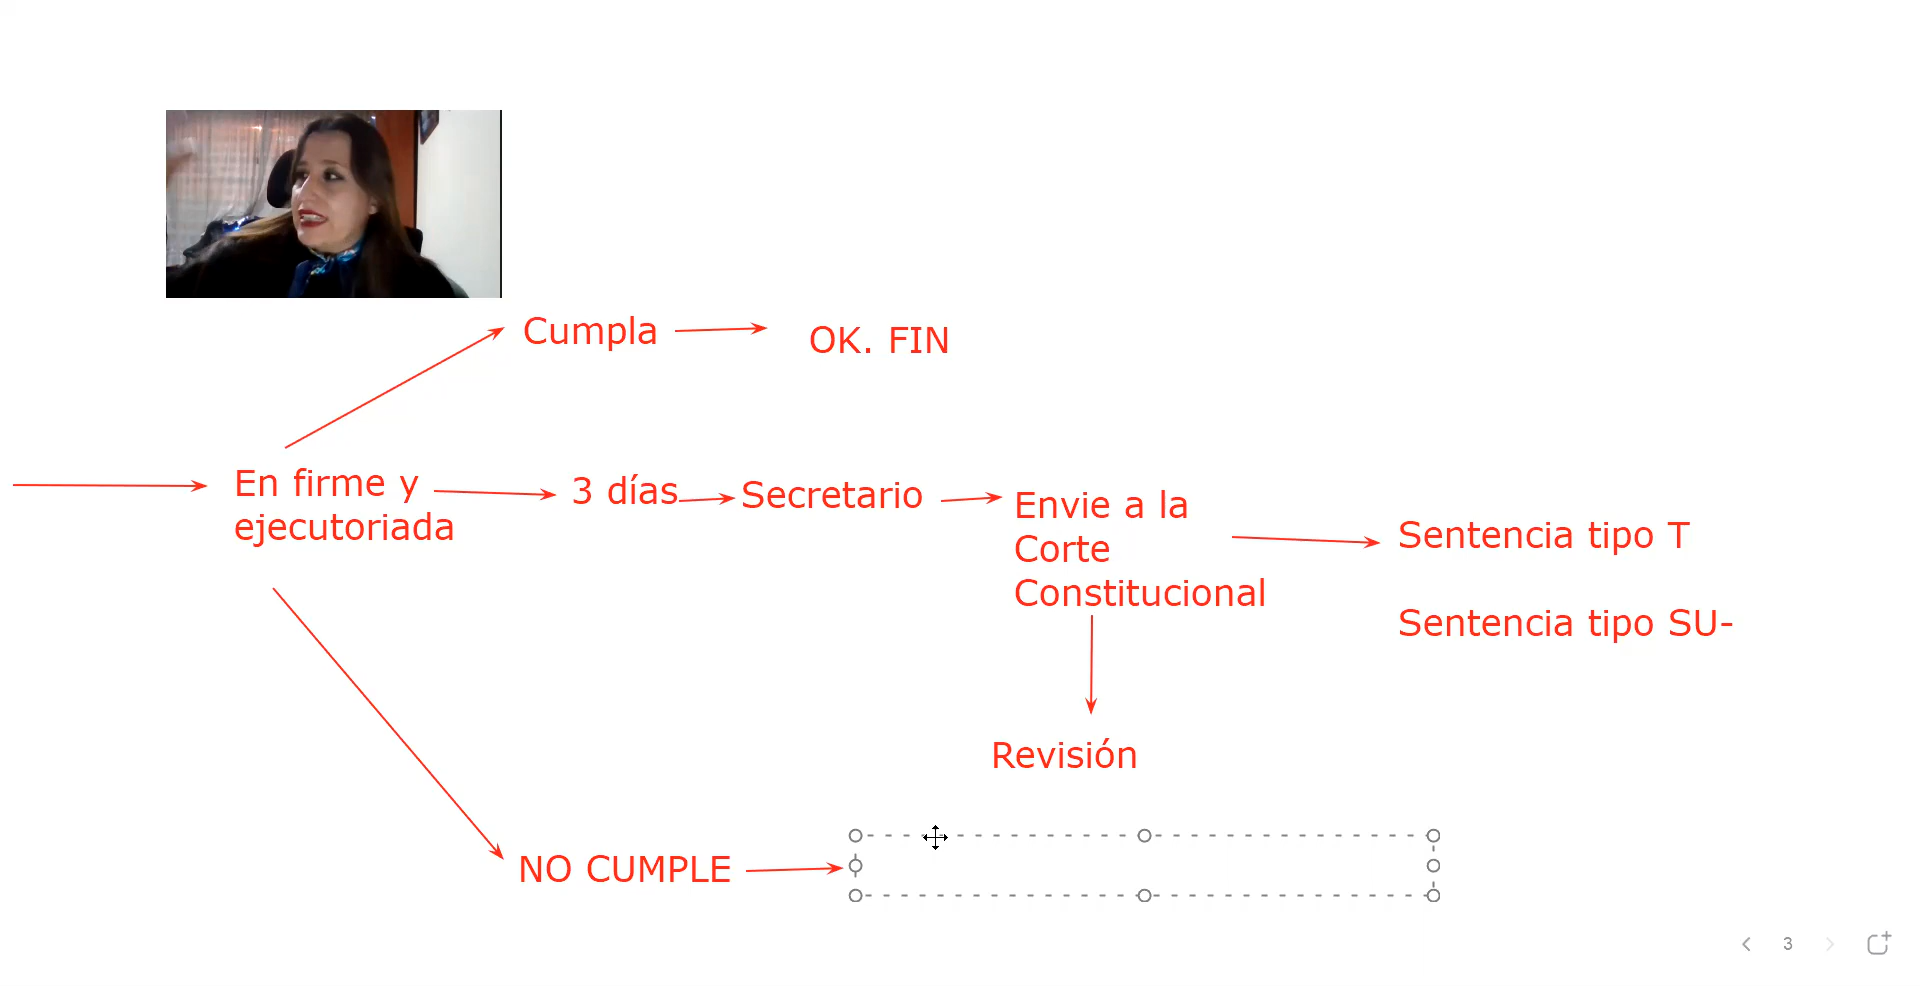 Cumpla
OK. FIN
En firme y
ejecutoriada
3 días
Secretario
Envie a la
Corte
Constitucional
Sentencia tipo T
Sentencia tipo SU-
Revisión
NO CUMPLE
3